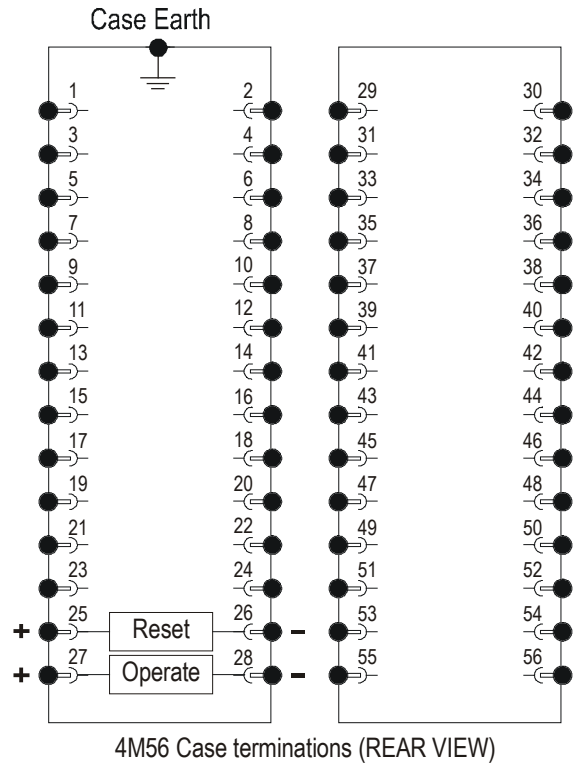 Case Earth
1 2 29 30
3 4 31 32
5 6 33 34
7 8 35 36
9 10 37 38
11 12 39 40
13 14 41 42
15 16 43 44
17 18 45 46
19 20 47 48
21 22 49 50
23 24 51 52
+ 25 Reset 26 – 53 54
+ 27 Operate 28 – 55 56
4M56 Case terminations (REAR VIEW)